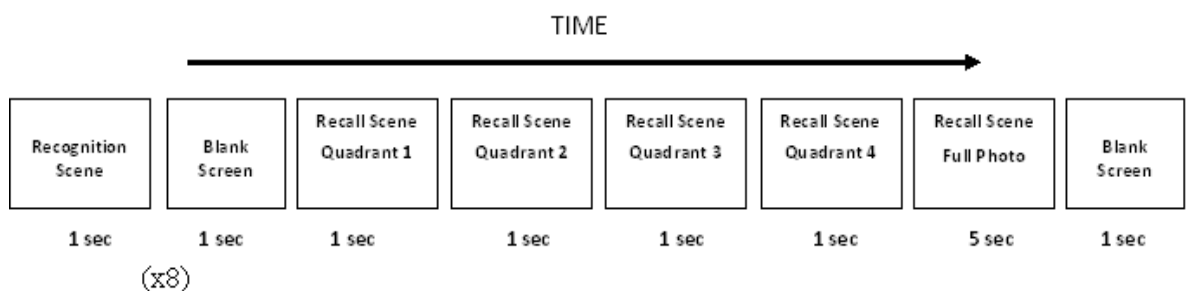 TIME
Recognition
Scene
Blank
Screen
Recall Scene
Quadrant 1
Recall Scene
Quadrant 2
Recall Scene
Quadrant 3
Recall Scene
Quadrant 4
Recall Scene
Full Photo
Blank
Screen
1 sec
1 sec
1 sec
1 sec
1 sec
1 sec
5 sec
1 sec
(x8)